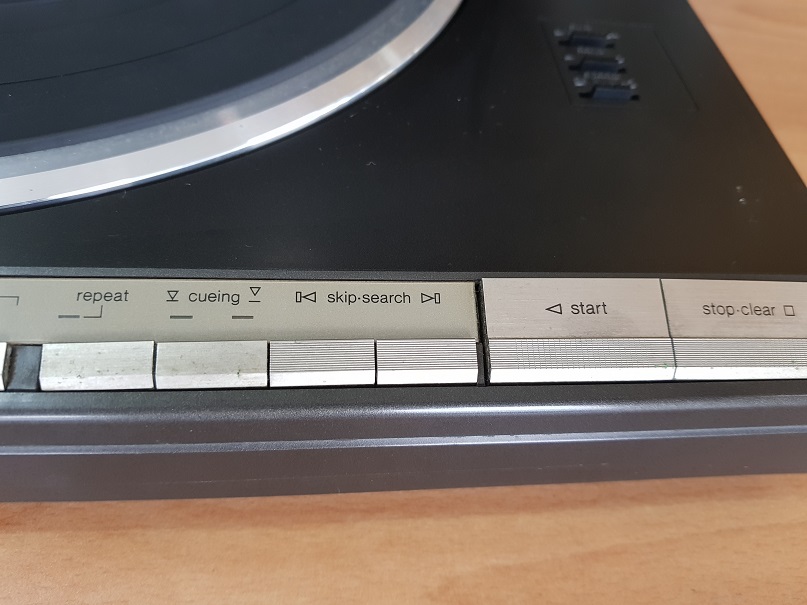 repeat
cueing
skip·search
start
stop·clear